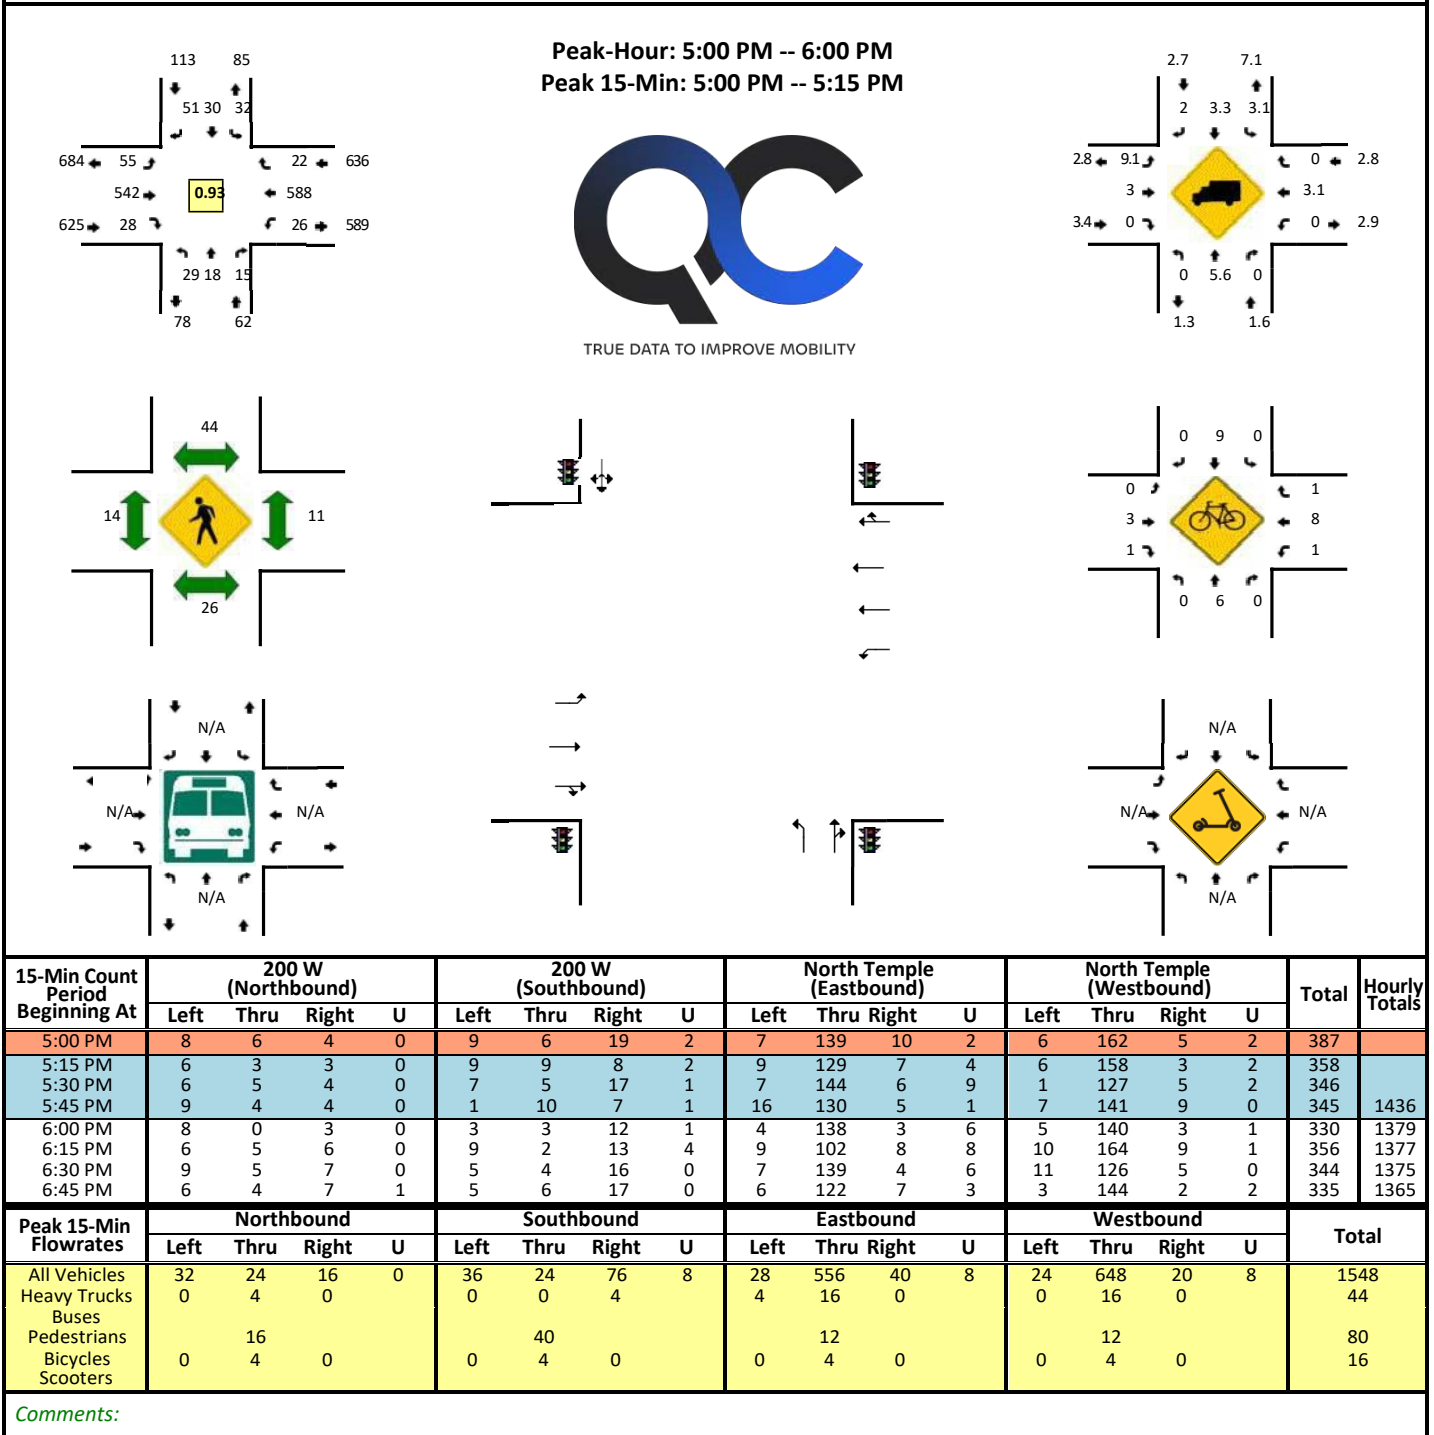 Peak-Hour: 5:00 PM -- 6:00 PM
Peak 15-Min: 5:00 PM -- 5:15 PM
113 85
51 30 32
684 55 22 636
542 0.93 588
625 28 26 589
29 18 15
78 62
QC
TRUE DATA TO IMPROVE MOBILITY
2.7 7.1
2 3.3 3.1
2.8 9.1 0 2.8
3 3.1
3.4 0 0 2.9
0 5.6 0
1.3 1.6
44
14 11
26
0 9 0
0 1
3 8
1 1
0 6 0
N/A
N/A N/A
N/A
N/A
N/A N/A
N/A
15-Min Count Period Beginning At 200 W (Northbound) 200 W (Southbound) North Temple (Eastbound) North Temple (Westbound) Total Hourly Totals
Left Thru Right U Left Thru Right U Left Thru Right U Left Thru Right U
5:00 PM 8 6 4 0 9 6 19 2 7 139 10 2 6 162 5 2 387
5:15 PM 6 3 3 0 9 9 8 2 9 129 7 4 6 158 3 2 358
5:30 PM 6 5 4 0 7 5 17 1 7 144 6 9 1 127 5 2 346
5:45 PM 9 4 4 0 1 10 7 1 16 130 5 1 7 141 9 0 345 1436
6:00 PM 8 0 3 0 3 3 12 1 4 138 3 6 5 140 3 1 330 1379
6:15 PM 6 5 6 0 9 2 13 4 9 102 8 8 10 164 9 1 356 1377
6:30 PM 9 5 7 0 5 4 16 0 7 139 4 6 11 126 5 0 344 1375
6:45 PM 6 4 7 1 5 6 17 0 6 122 7 3 3 144 2 2 335 1365
Peak 15-Min Flowrates Northbound Southbound Eastbound Westbound Total
Left Thru Right U Left Thru Right U Left Thru Right U Left Thru Right U
All Vehicles 32 24 16 0 36 24 76 8 28 556 40 8 24 648 20 8 1548
Heavy Trucks 0 4 0 0 0 4 4 16 0 0 16 0 44
Buses
Pedestrians 16 40 12 12 80
Bicycles 0 4 0 0 4 0 0 4 0 0 4 0 16
Scooters
Comments: